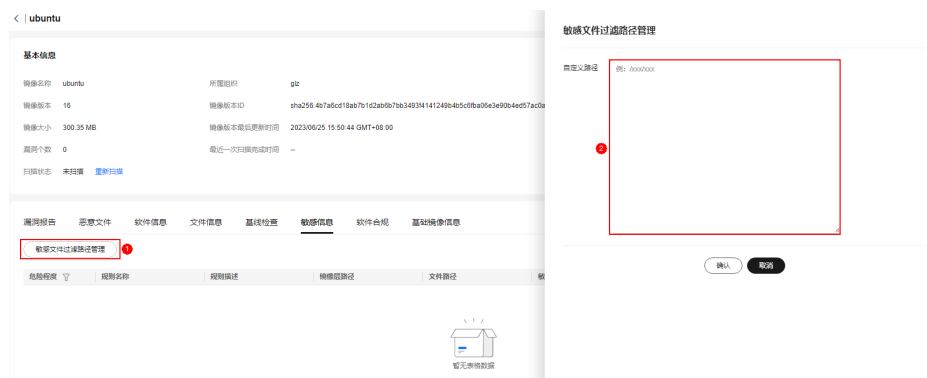 ubuntu
基本信息
镜像名称 ubuntu 所属组织 glz
镜像版本 16 镜像版本ID sha256:4b7a6cd18ab7b1d2ab6b7bb3493f4141249b4b5c6fba06e3e90b4ed57ac0a
镜像大小 300.35 MB 镜像版本最后更新时间 2023/06/25 15:50:44 GMT+08:00
漏洞个数 0 最近一次扫描完成时间 --
扫描状态 未扫描 重新扫描
漏洞报告 恶意文件 软件信息 文件信息 基线检查 敏感信息 软件合规 基础镜像信息
敏感文件过滤路径管理 1
危险程度 规则名称 规则描述 镜像层路径 文件路径 敏
暂无表格数据
敏感文件过滤路径管理
自定义路径 例：/xxx/xxx
2
确认 取消